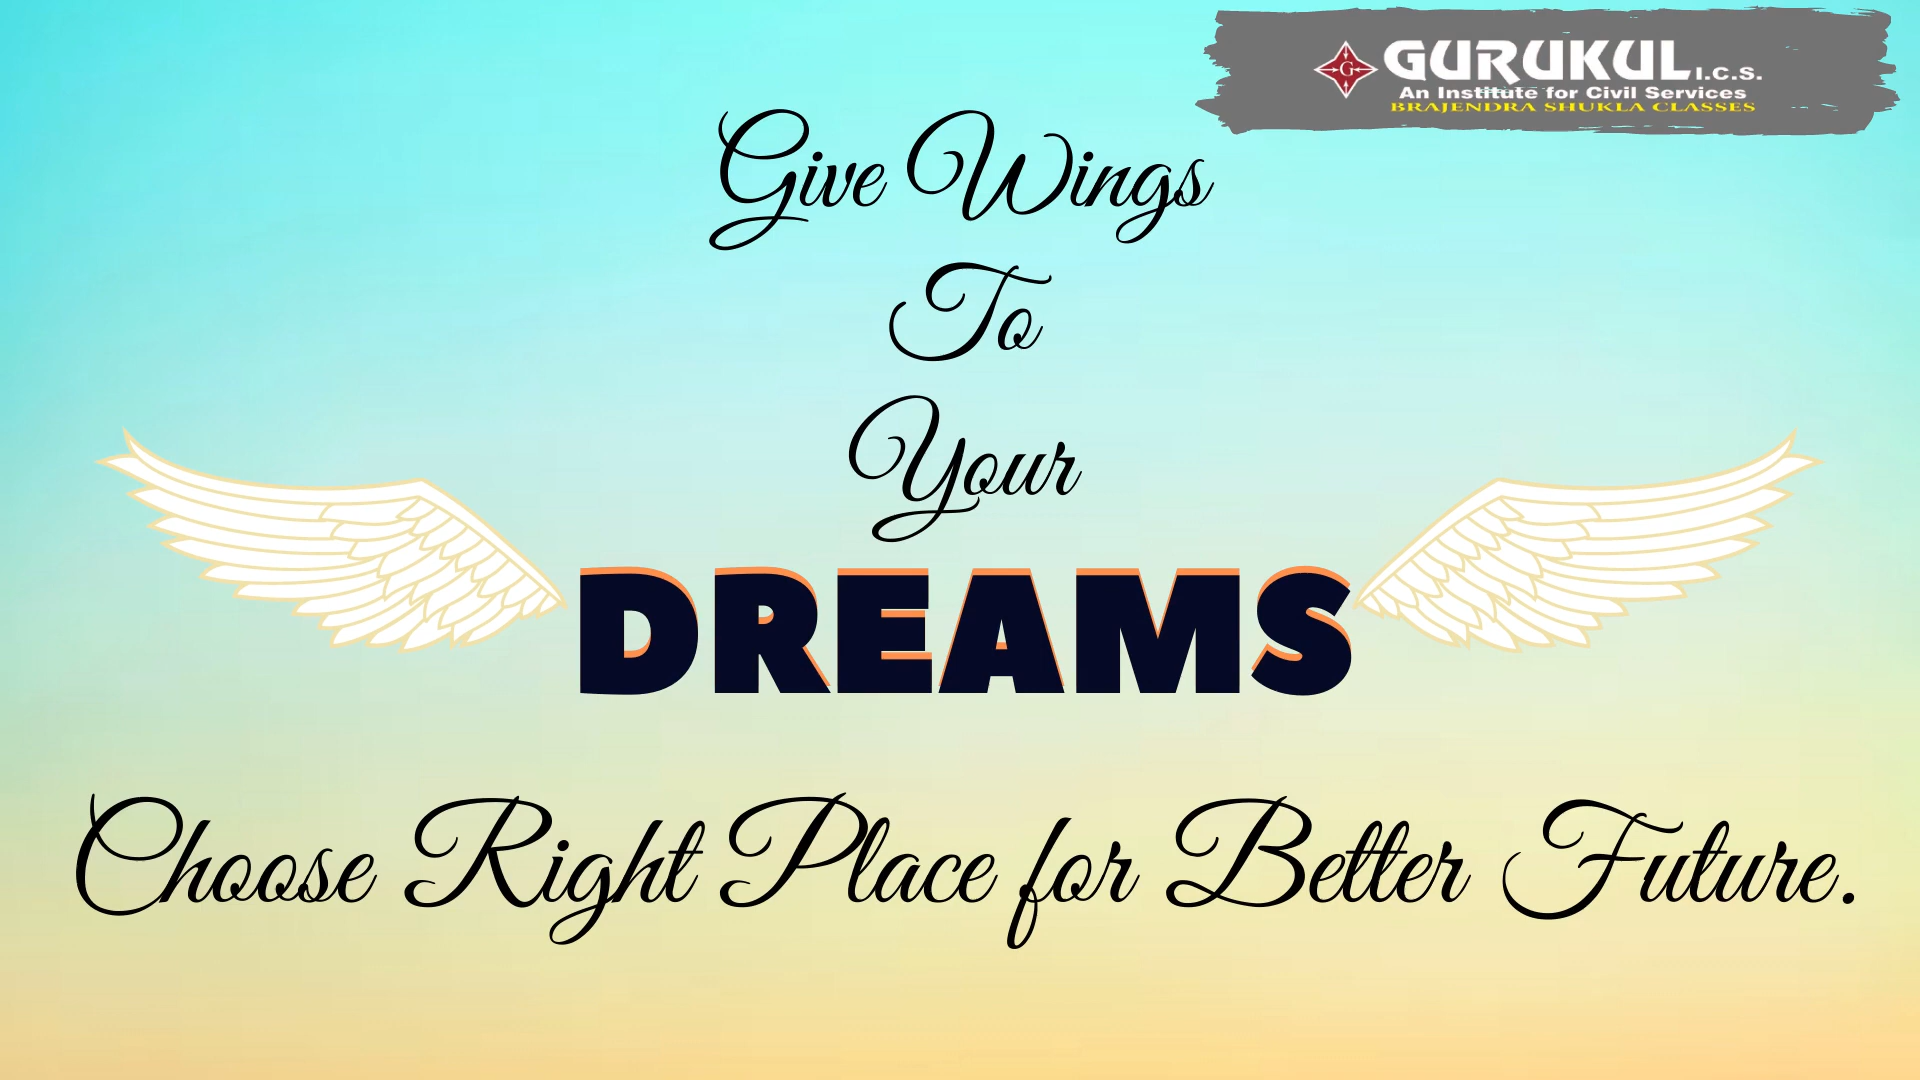 GURUKUL I.C.S.
An Institute for Civil Services
BRAJENDRA SHUKLA CLASSES
Give Wings
To
Your
DREAMS
Choose Right Place for Better Future.